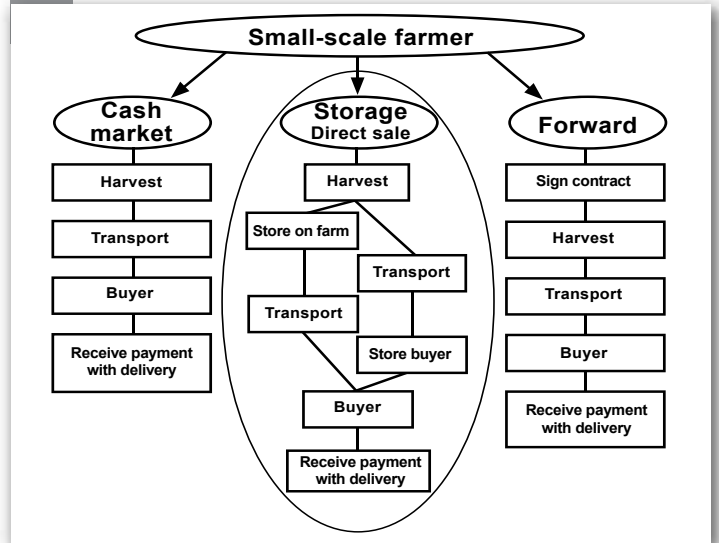 Small-scale farmer
Cash
market
Harvest
Transport
Buyer
Receive payment
with delivery
Storage
Direct sale
Harvest
Store on farm
Transport
Transport
Store buyer
Buyer
Receive payment
with delivery
Forward
Sign contract
Harvest
Transport
Buyer
Receive payment
with delivery